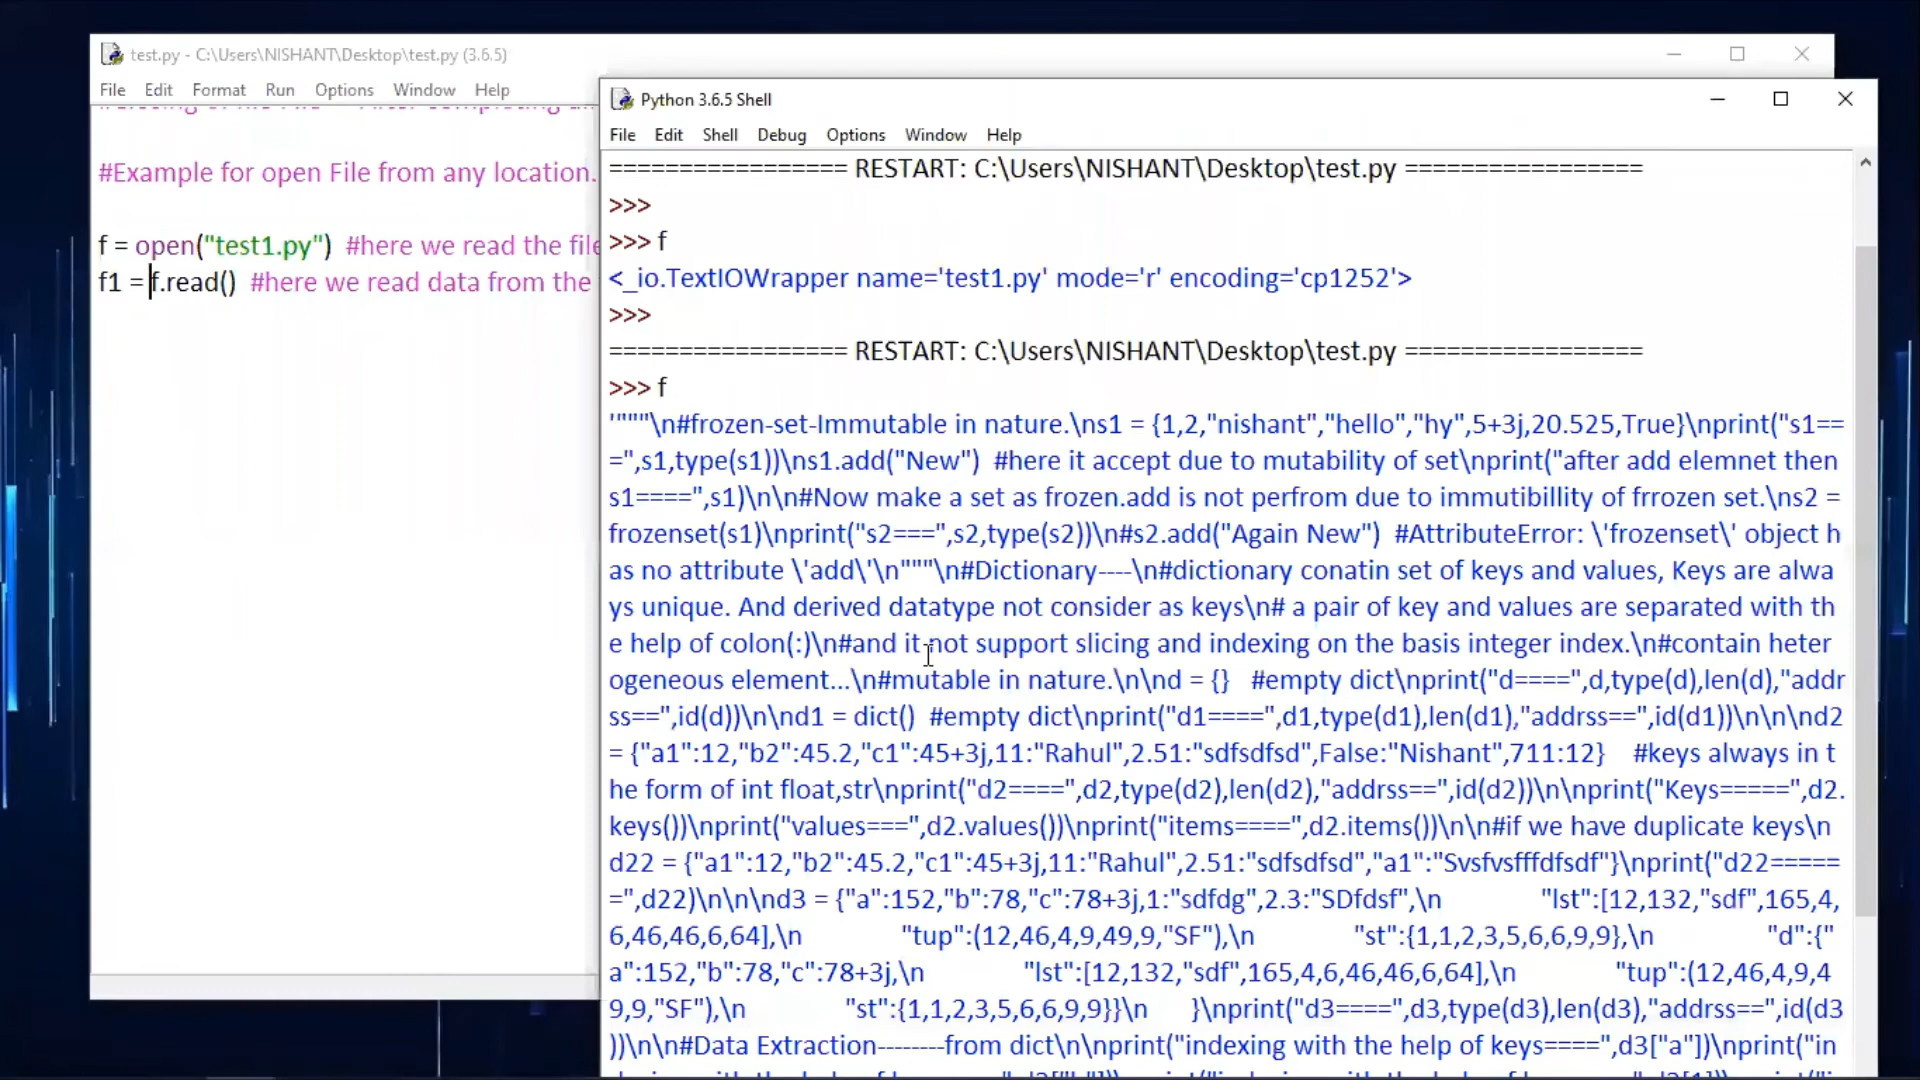 test.py - C:\Users\NISHANT\Desktop\test.py (3.6.5)
File Edit Format Run Options Window Help
#Example for open File from any location.
f = open("test1.py")  #here we read the file
f1 = f.read()  #here we read data from the
Python 3.6.5 Shell
File Edit Shell Debug Options Window Help
================= RESTART: C:\Users\NISHANT\Desktop\test.py =================
>>>
>>> f
<_io.TextIOWrapper name='test1.py' mode='r' encoding='cp1252'>
>>>
================= RESTART: C:\Users\NISHANT\Desktop\test.py =================
>>> f
'"""\n#frozen-set-Immutable in nature.\ns1 = {1,2,"nishant","hello","hy",5+3j,20.525,True}\nprint("s1==
=",s1,type(s1))\ns1.add("New")  #here it accept due to mutability of set\nprint("after add elemnet then
s1====",s1)\n\n#Now make a set as frozen.add is not perfrom due to immutibillity of frrozen set.\ns2 =
frozenset(s1)\nprint("s2===",s2,type(s2))\n#s2.add("Again New")  #AttributeError: \'frozenset\' object h
as no attribute \'add\'\n"""\n#Dictionary----\n#dictionary conatin set of keys and values, Keys are alwa
ys unique. And derived datatype not consider as keys\n# a pair of key and values are separated with th
e help of colon(:)\n#and it not support slicing and indexing on the basis integer index.\n#contain heter
ogeneous element...\n#mutable in nature.\n\nd = {}   #empty dict\nprint("d====",d,type(d),len(d),"addr
ss==",id(d))\n\nd1 = dict()  #empty dict\nprint("d1====",d1,type(d1),len(d1),"addrss==",id(d1))\n\n\nd2
= {"a1":12,"b2":45.2,"c1":45+3j,11:"Rahul",2.51:"sdfsdfsd",False:"Nishant",711:12}    #keys always in t
he form of int float,str\nprint("d2====",d2,type(d2),len(d2),"addrss==",id(d2))\n\nprint("Keys=====",d2.
keys())\nprint("values===",d2.values())\nprint("items====",d2.items())\n\n#if we have duplicate keys\n
d22 = {"a1":12,"b2":45.2,"c1":45+3j,11:"Rahul",2.51:"sdfsdfsd","a1":"Svsfvsfffdfsdf"}\nprint("d22=====
=",d22)\n\n\nd3 = {"a":152,"b":78,"c":78+3j,1:"sdfdg",2.3:"SDfdsf",\n "lst":[12,132,"sdf",165,4,
6,46,46,6,64],\n "tup":(12,46,4,9,49,9,"SF"),\n "st":{1,1,2,3,5,6,6,9,9},\n "d":{"
a":152,"b":78,"c":78+3j,\n "lst":[12,132,"sdf",165,4,6,46,46,6,64],\n "tup":(12,46,4,9,4
9,9,"SF"),\n "st":{1,1,2,3,5,6,6,9,9}}\n }\nprint("d3====",d3,type(d3),len(d3),"addrss==",id(d3
))\n\n#Data Extraction--------from dict\n\nprint("indexing with the help of keys====",d3["a"])\nprint("in